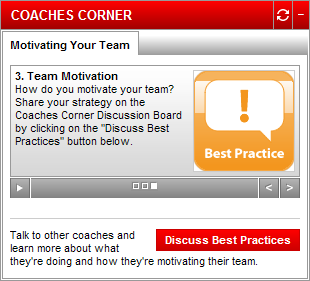 COACHES CORNER
Motivating Your Team
3. Team Motivation
How do you motivate your team?
Share your strategy on the
Coaches Corner Discussion Board
by clicking on the "Discuss Best
Practices" button below.
!
Best Practice
Talk to other coaches and
learn more about what
they're doing and how they're motivating their team.
Discuss Best Practices